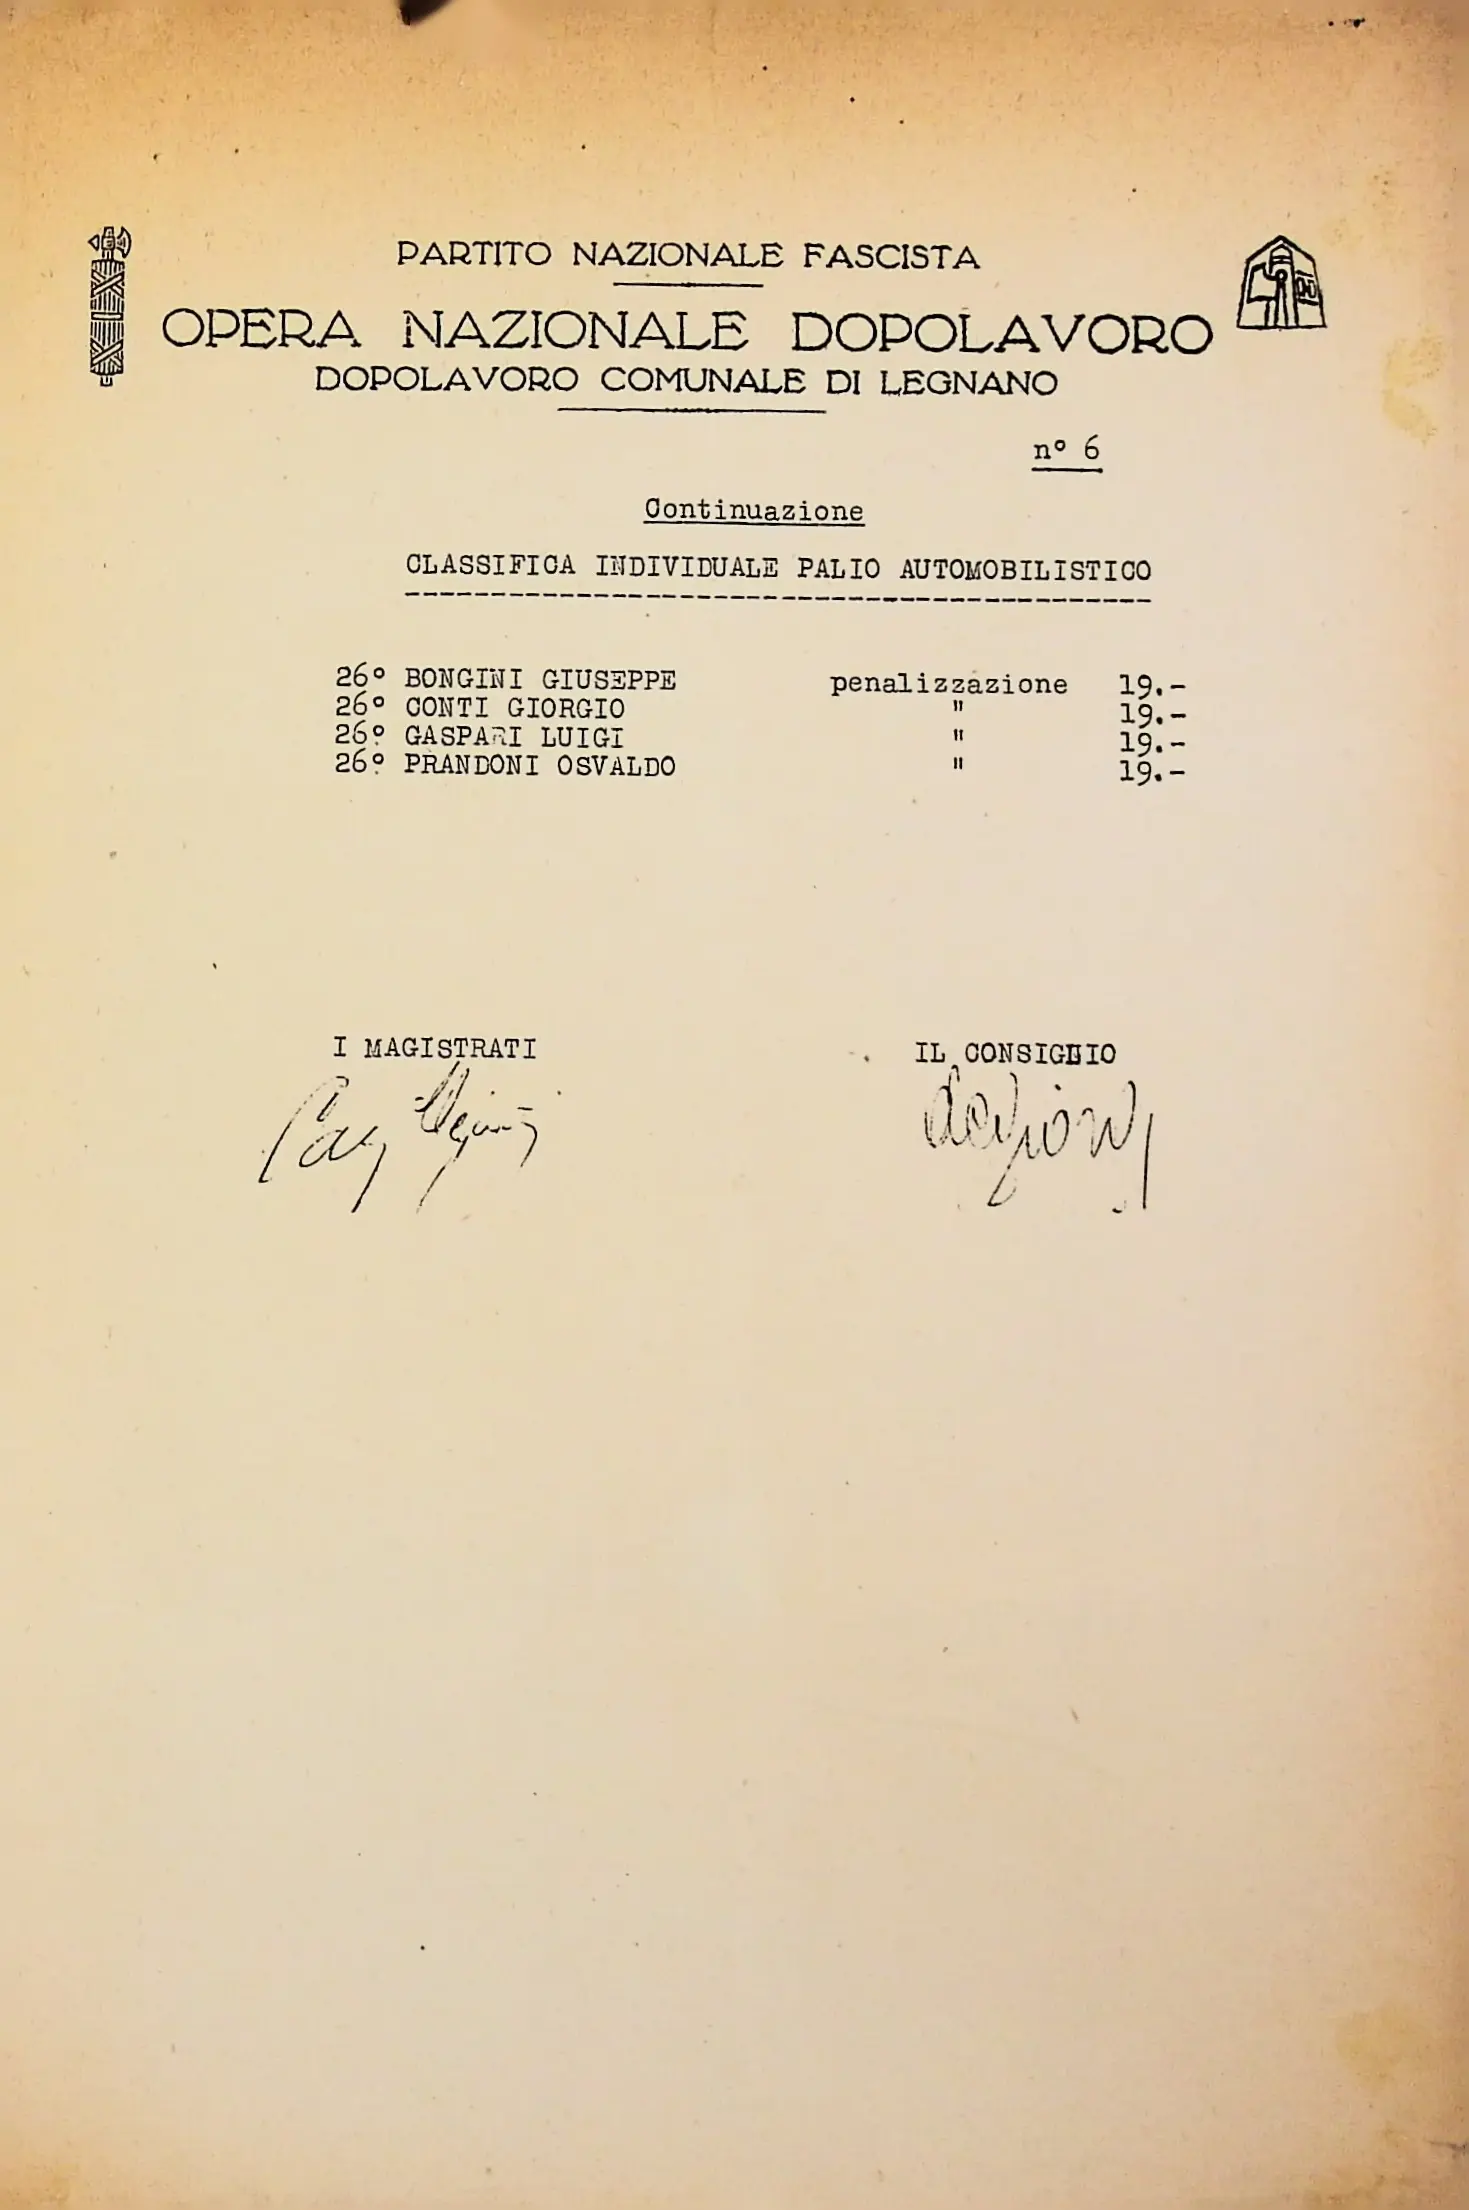 PARTITO NAZIONALE FASCISTA
OPERA NAZIONALE DOPOLAVORO
DOPOLAVORO COMUNALE DI LEGNANO
n° 6
Continuazione
CLASSIFICA INDIVIDUALE PALIO AUTOMOBILISTICO
26° BONGINI GIUSEPPE penalizzazione 19.-
26° CONTI GIORGIO " 19.-
26° GASPARI LUIGI " 19.-
26° PRANDONI OSVALDO " 19.-
I MAGISTRATI IL CONSIGLIO